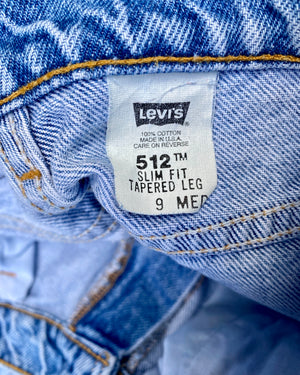 Levi's
100% COTTON
MADE IN U.S.A.
CARE ON REVERSE
512™
SLIM FIT
TAPERED LEG
9 MED